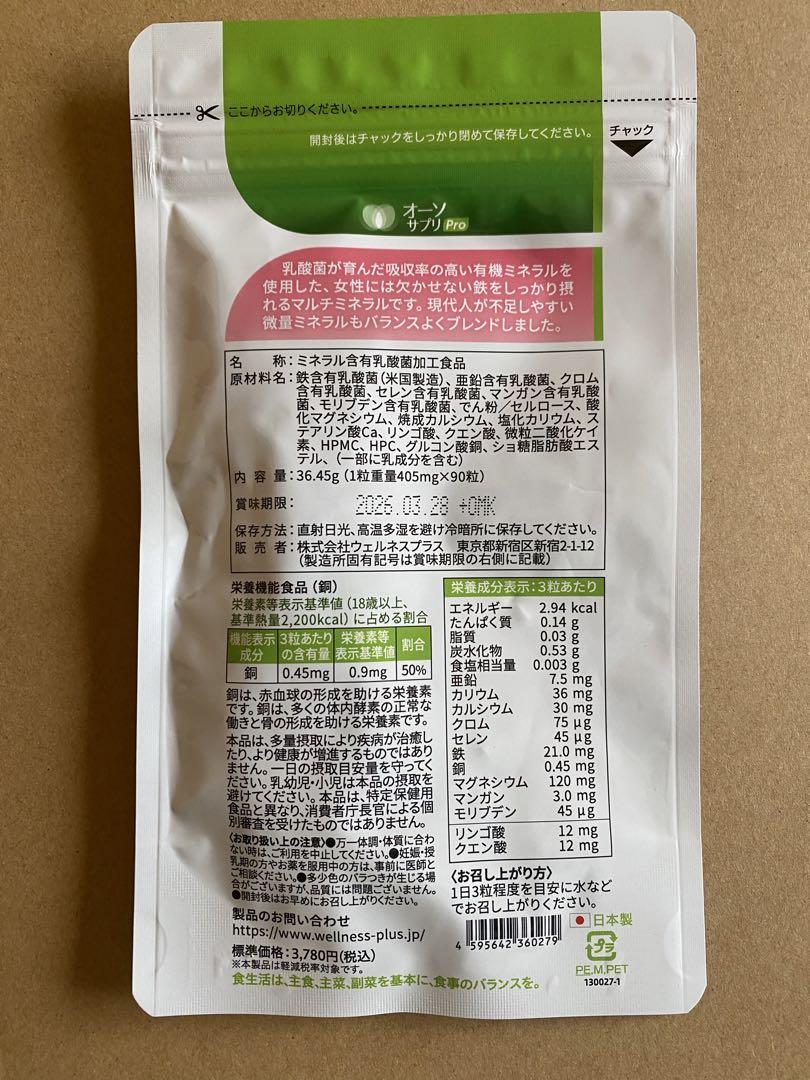 ここからお切りください。
開封後はチャックをしっかり閉めて保存してください。
チャック
オーソ
サプリ Pro
乳酸菌が育んだ吸収率の高い有機ミネラルを
使用した、女性には欠かせない鉄をしっかり摂
れるマルチミネラルです。現代人が不足しやすい
微量ミネラルもバランスよくブレンドしました。
名 称：ミネラル含有乳酸菌加工食品
原材料名：鉄含有乳酸菌（米国製造）、亜鉛含有乳酸菌、クロム
含有乳酸菌、セレン含有乳酸菌、マンガン含有乳酸
菌、モリブデン含有乳酸菌、でん粉／セルロース、酸
化マグネシウム、焼成カルシウム、塩化カリウム、ス
テアリン酸Ca、リンゴ酸、クエン酸、微粒二酸化ケイ
素、HPMC、HPC、グルコン酸銅、ショ糖脂肪酸エス
テル、（一部に乳成分を含む）
内 容 量：36.45g（1粒重量405mg×90粒）
賞味期限： 2026.03.28 +OMK
保存方法：直射日光、高温多湿を避け冷暗所に保存してください。
販 売 者：株式会社ウェルネスプラス 東京都新宿区新宿2-1-12
（製造所固有記号は賞味期限の右側に記載）
栄養機能食品（銅）
栄養素等表示基準値（18歳以上、
基準熱量2,200kcal）に占める割合
機能表示成分 3粒あたりの含有量 栄養素等表示基準値 割合
銅 0.45mg 0.9mg 50%
銅は、赤血球の形成を助ける栄養素
です。銅は、多くの体内酵素の正常な
働きと骨の形成を助ける栄養素です。
本品は、多量摂取により疾病が治癒し
たり、より健康が増進するものではあり
ません。一日の摂取目安量を守ってく
ださい。乳幼児・小児は本品の摂取を
避けてください。本品は、特定保健用
食品と異なり、消費者庁長官による個
別審査を受けたものではありません。
〈お取り扱い上の注意〉●万一体調・体質に合わ
ない時は、ご利用を中止してください。●妊娠・授
乳期の方やお薬を服用中の方は、事前に医師と
ご相談ください。●多少色のバラつきが生じる場
合がございますが、品質には問題ございません。
●開封後はお早めにお召し上がりください。
製品のお問い合わせ
https://www.wellness-plus.jp/
標準価格：3,780円（税込）
※本製品は軽減税率対象です。
食生活は、主食、主菜、副菜を基本に、食事のバランスを。
栄養成分表示：3粒あたり
エネルギー 2.94 kcal
たんぱく質 0.14 g
脂質 0.03 g
炭水化物 0.53 g
食塩相当量 0.003 g
亜鉛 7.5 mg
カリウム 36 mg
カルシウム 30 mg
クロム 75 μg
セレン 45 μg
鉄 21.0 mg
銅 0.45 mg
マグネシウム 120 mg
マンガン 3.0 mg
モリブデン 45 μg
リンゴ酸 12 mg
クエン酸 12 mg
〈お召し上がり方〉
1日3粒程度を目安に水など
でお召し上がりください。
日本製
4 595642 360279
プラ
PE.M.PET
130027-1